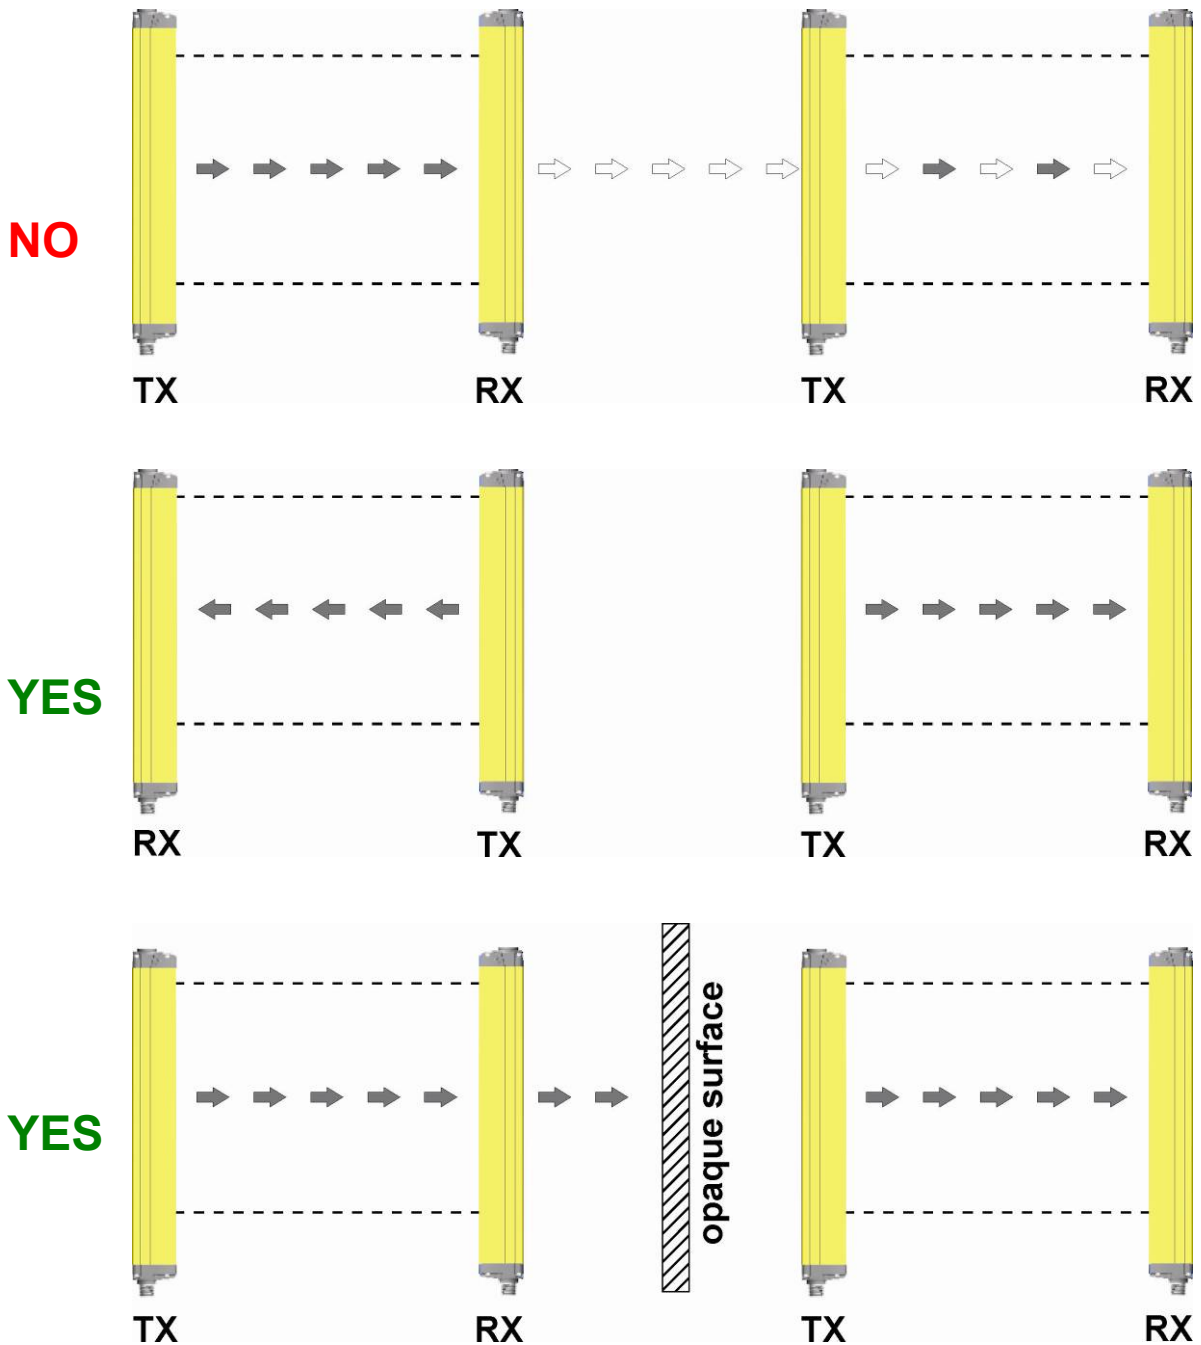 NO
TX RX TX RX
YES
RX TX TX RX
opaque surface
YES
TX RX TX RX